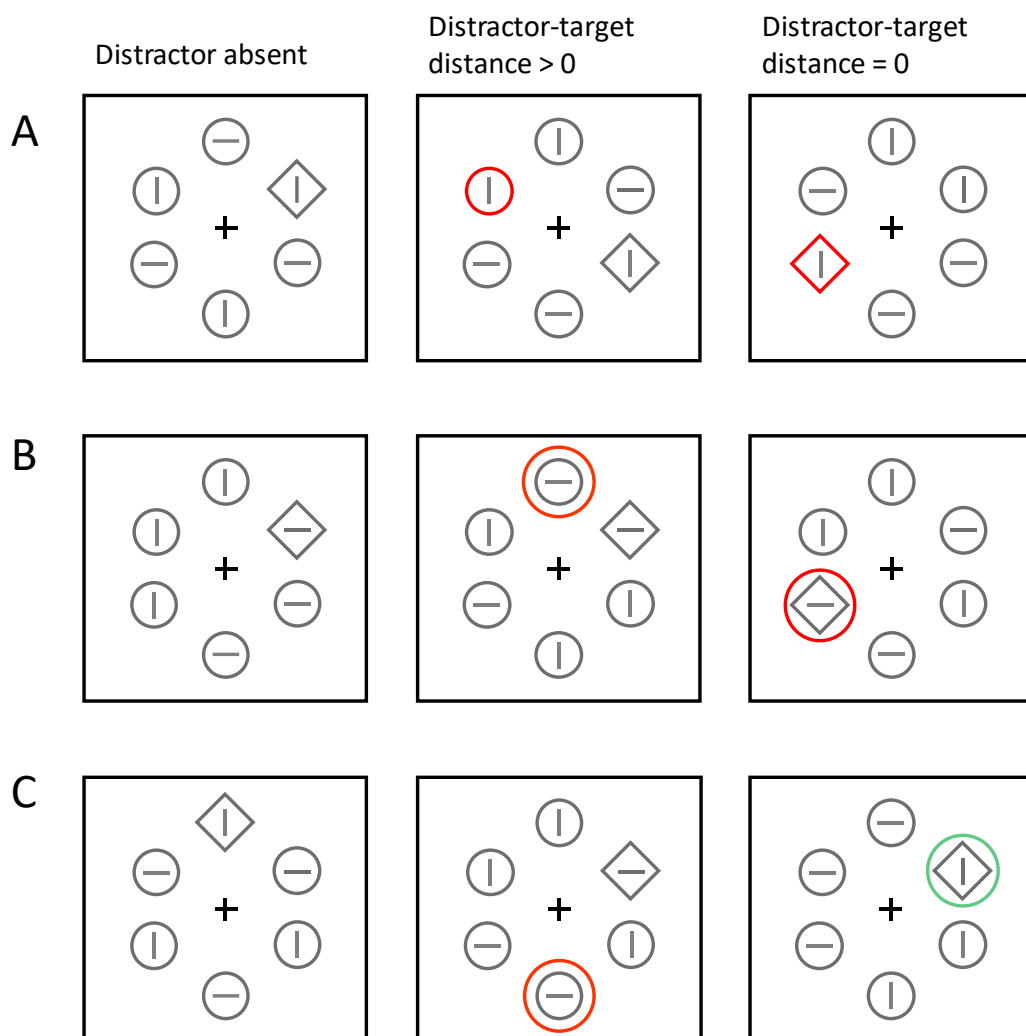 Distractor absent
Distractor-target
distance > 0
Distractor-target
distance = 0
A
B
C